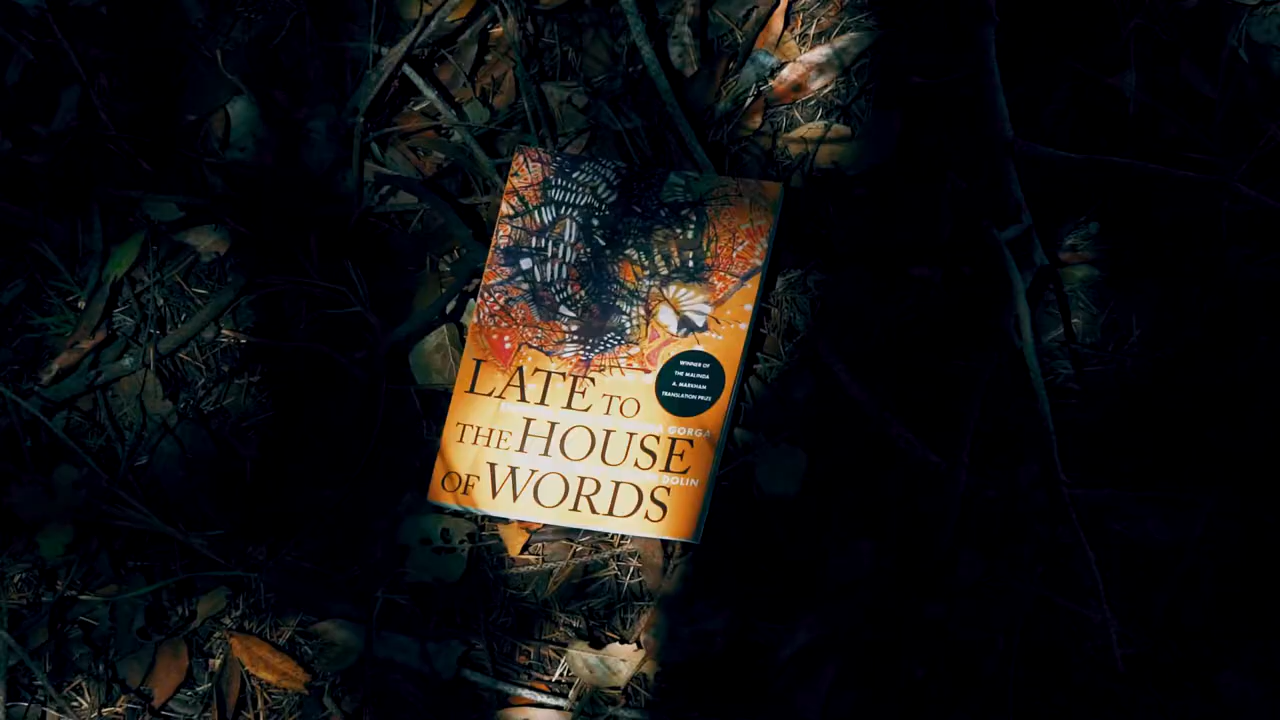 WINNER OF
THE MALINDA
A. MARKHAM
TRANSLATION PRIZE
LATE TO
GORGA
THE HOUSE
DOLIN
OF WORDS